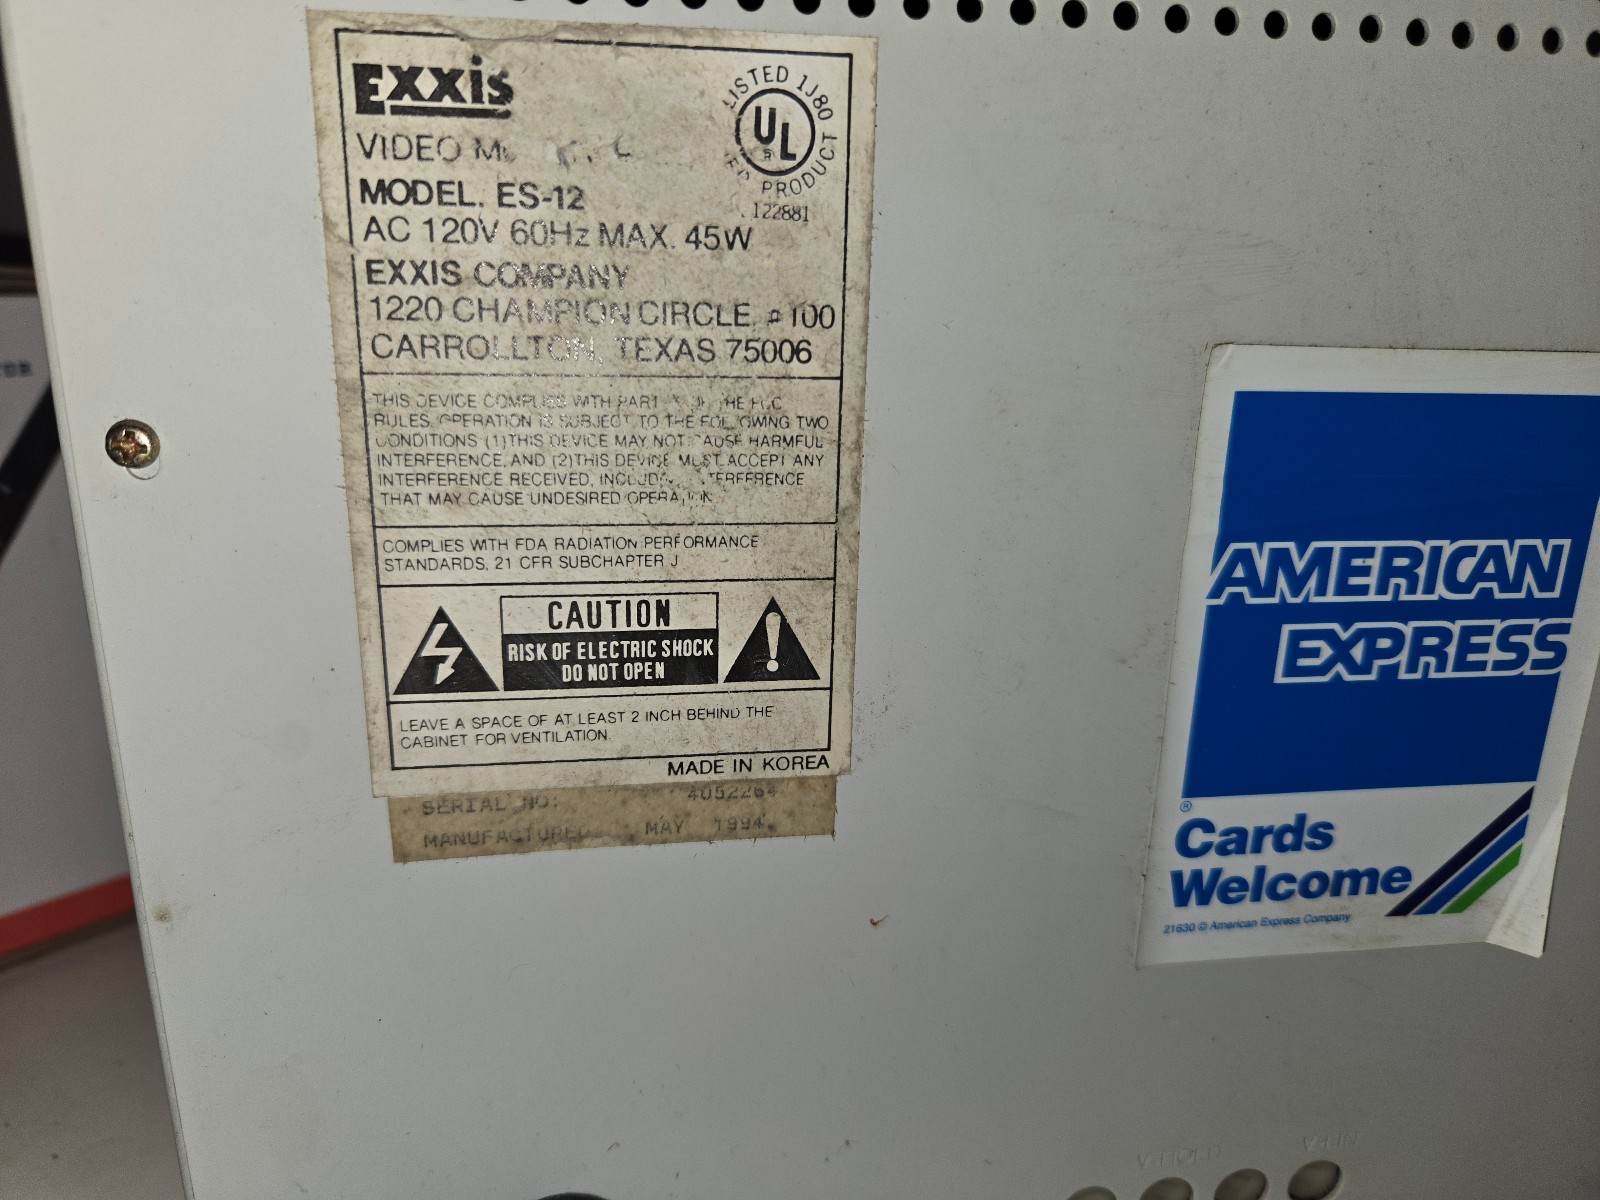 EXXiS
VIDEO
LISTED 1J80
UL
R
PRODUCT
122881
MODEL. ES-12
AC 120V 60Hz MAX. 45W
EXXIS COMPANY
1220 CHAMPION CIRCLE, #100
CARROLLTON, TEXAS 75006
THIS DEVICE COMPLIES WITH PART OF THE FCC
RULES, OPERATION IS SUBJECT TO THE FOLLOWING TWO
CONDITIONS (1)THIS DEVICE MAY NOT CAUSE HARMFUL
INTERFERENCE, AND (2)THIS DEVICE MUST ACCEPT ANY
INTERFERENCE RECEIVED, INCLUDING INTERFERENCE
THAT MAY CAUSE UNDESIRED OPERATION.
COMPLIES WITH FDA RADIATION PERFORMANCE
STANDARDS, 21 CFR SUBCHAPTER J
CAUTION
RISK OF ELECTRIC SHOCK
DO NOT OPEN
LEAVE A SPACE OF AT LEAST 2 INCH BEHIND THE
CABINET FOR VENTILATION.
MADE IN KOREA
SERIAL NO: 4052264
MANUFACTURED MAY 1994.
AMERICAN
EXPRESS
®
Cards
Welcome
21630 © American Express Company
V-HOLD
V-LIN